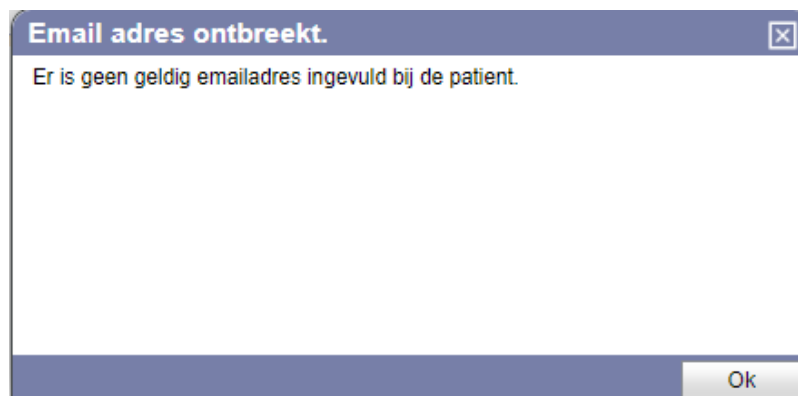 Email adres ontbreekt.
Er is geen geldig emailadres ingevuld bij de patient.
Ok